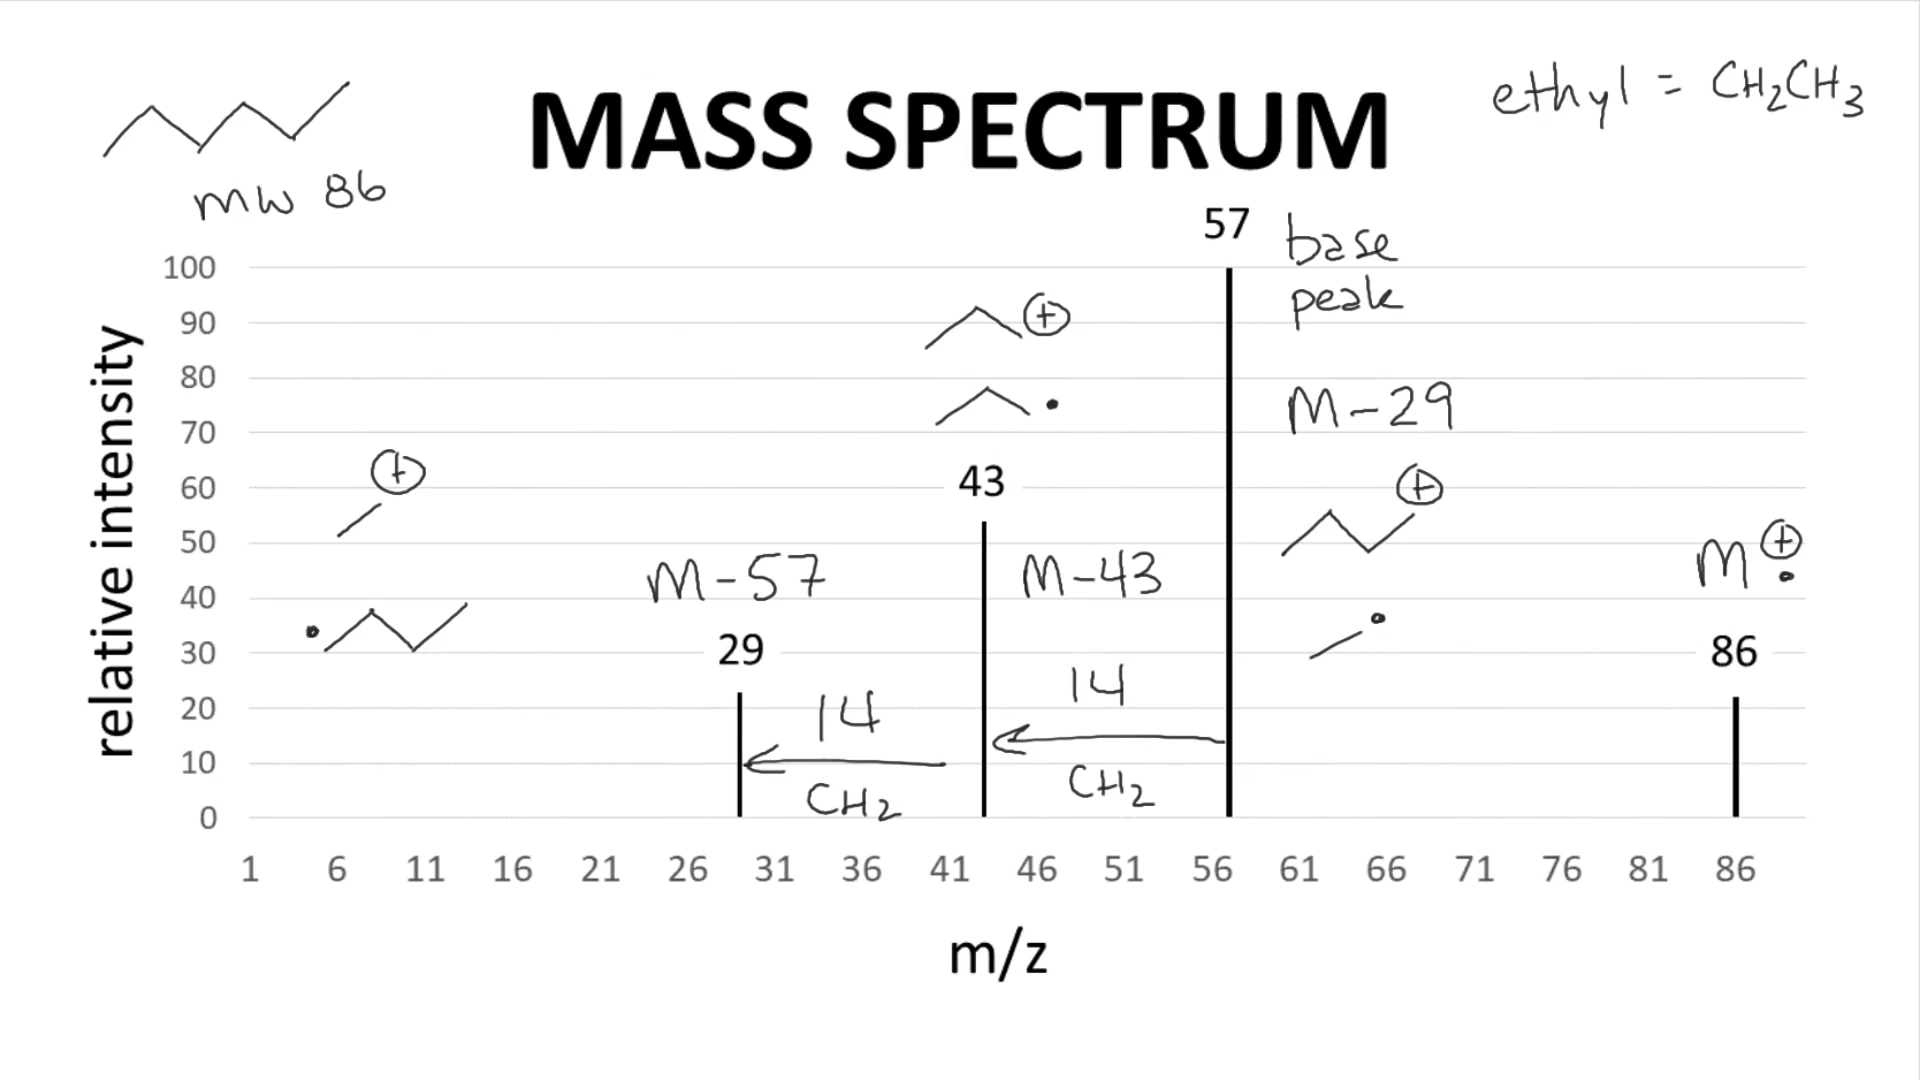 MASS SPECTRUM
ethyl = CH₂CH₃
MW 86
57
base
peak
100
90
80
70
60
50
40
30
20
10
0
relative intensity
M-29
43
M-57
M-43
M⊕•
29
86
14
14
CH₂
CH₂
1 6 11 16 21 26 31 36 41 46 51 56 61 66 71 76 81 86
m/z